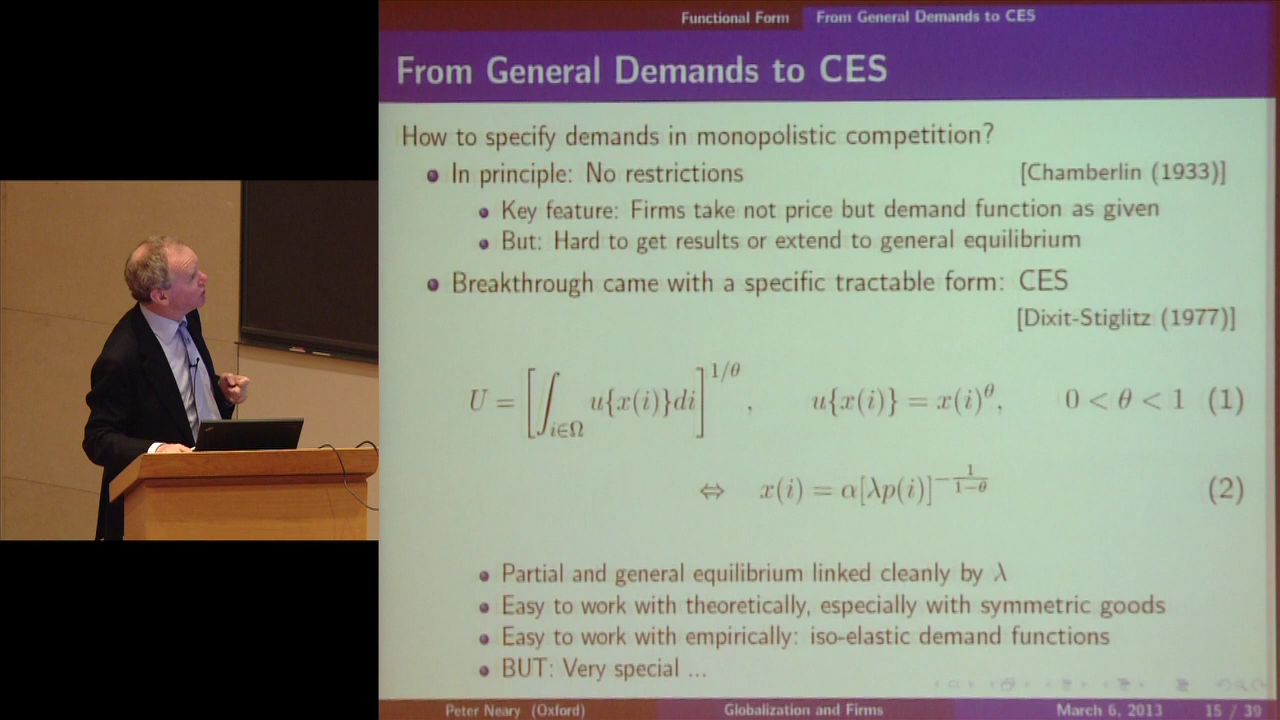 Functional Form From General Demands to CES
From General Demands to CES
How to specify demands in monopolistic competition?
In principle: No restrictions [Chamberlin (1933)]
Key feature: Firms take not price but demand function as given
But: Hard to get results or extend to general equilibrium
Breakthrough came with a specific tractable form: CES
[Dixit-Stiglitz (1977)]
U = [∫_{i∈Ω} u{x(i)}di]^{1/θ}, u{x(i)} = x(i)^θ, 0 < θ < 1 (1)
⇔ x(i) = α[λp(i)]^{-\frac{1}{1-θ}} (2)
Partial and general equilibrium linked cleanly by λ
Easy to work with theoretically, especially with symmetric goods
Easy to work with empirically: iso-elastic demand functions
BUT: Very special ...
Peter Neary (Oxford) Globalization and Firms March 6, 2013 15 / 39